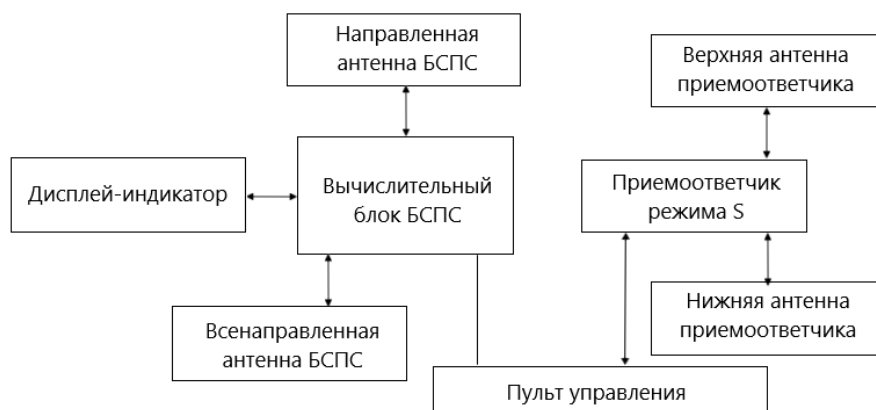 Направленная
антенна БСПС
Верхняя антенна
приемоответчика
Дисплей-индикатор
Вычислительный
блок БСПС
Приемоответчик
режима S
Всенаправленная
антенна БСПС
Нижняя антенна
приемоответчика
Пульт управления